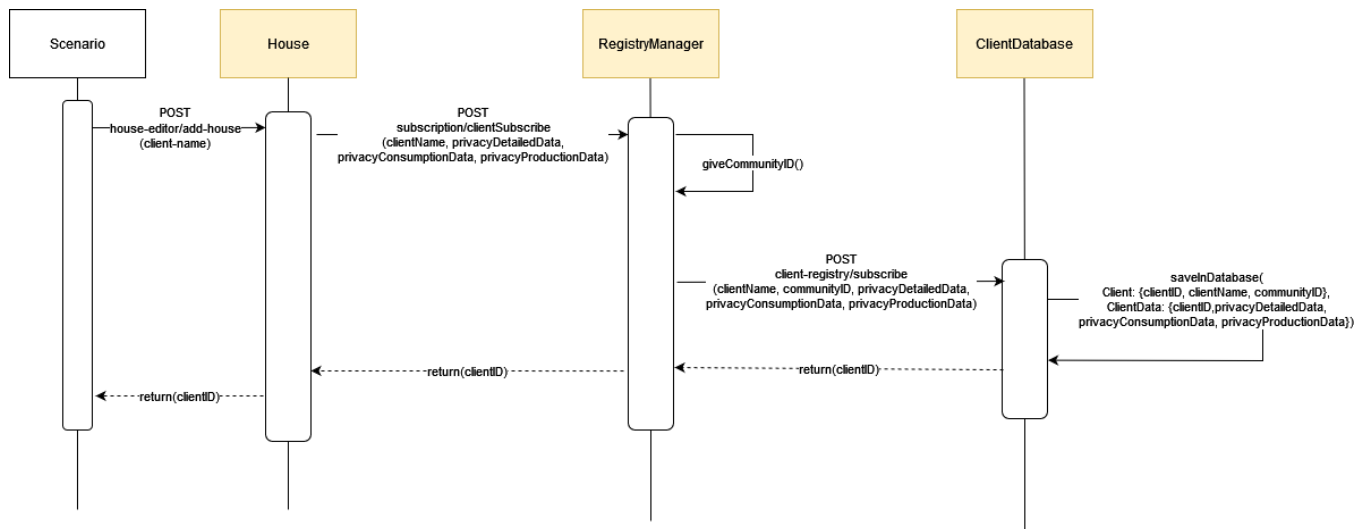 Scenario
House
RegistryManager
ClientDatabase
POST
house-editor/add-house
(client-name)
POST
subscription/clientSubscribe
(clientName, privacyDetailedData,
privacyConsumptionData, privacyProductionData)
giveCommunityID()
POST
client-registry/subscribe
(clientName, communityID, privacyDetailedData,
privacyConsumptionData, privacyProductionData)
saveInDatabase(
Client: {clientID, clientName, communityID},
ClientData: {clientID,privacyDetailedData,
privacyConsumptionData, privacyProductionData})
return(clientID)
return(clientID)
return(clientID)